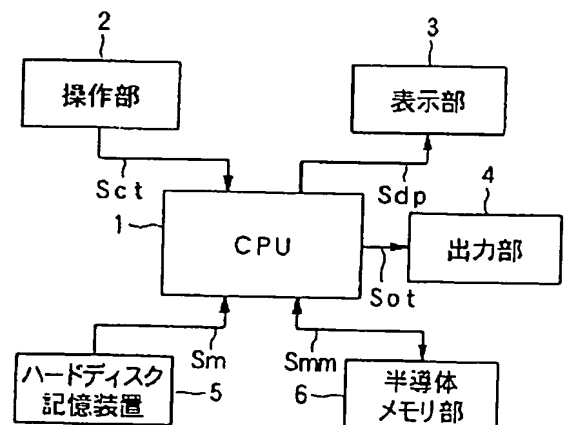 2
操作部
3
表示部
Sct
Sdp
1
CPU
4
出力部
Sot
Sm
Smm
ハードディスク
記憶装置
5
6
半導体
メモリ部